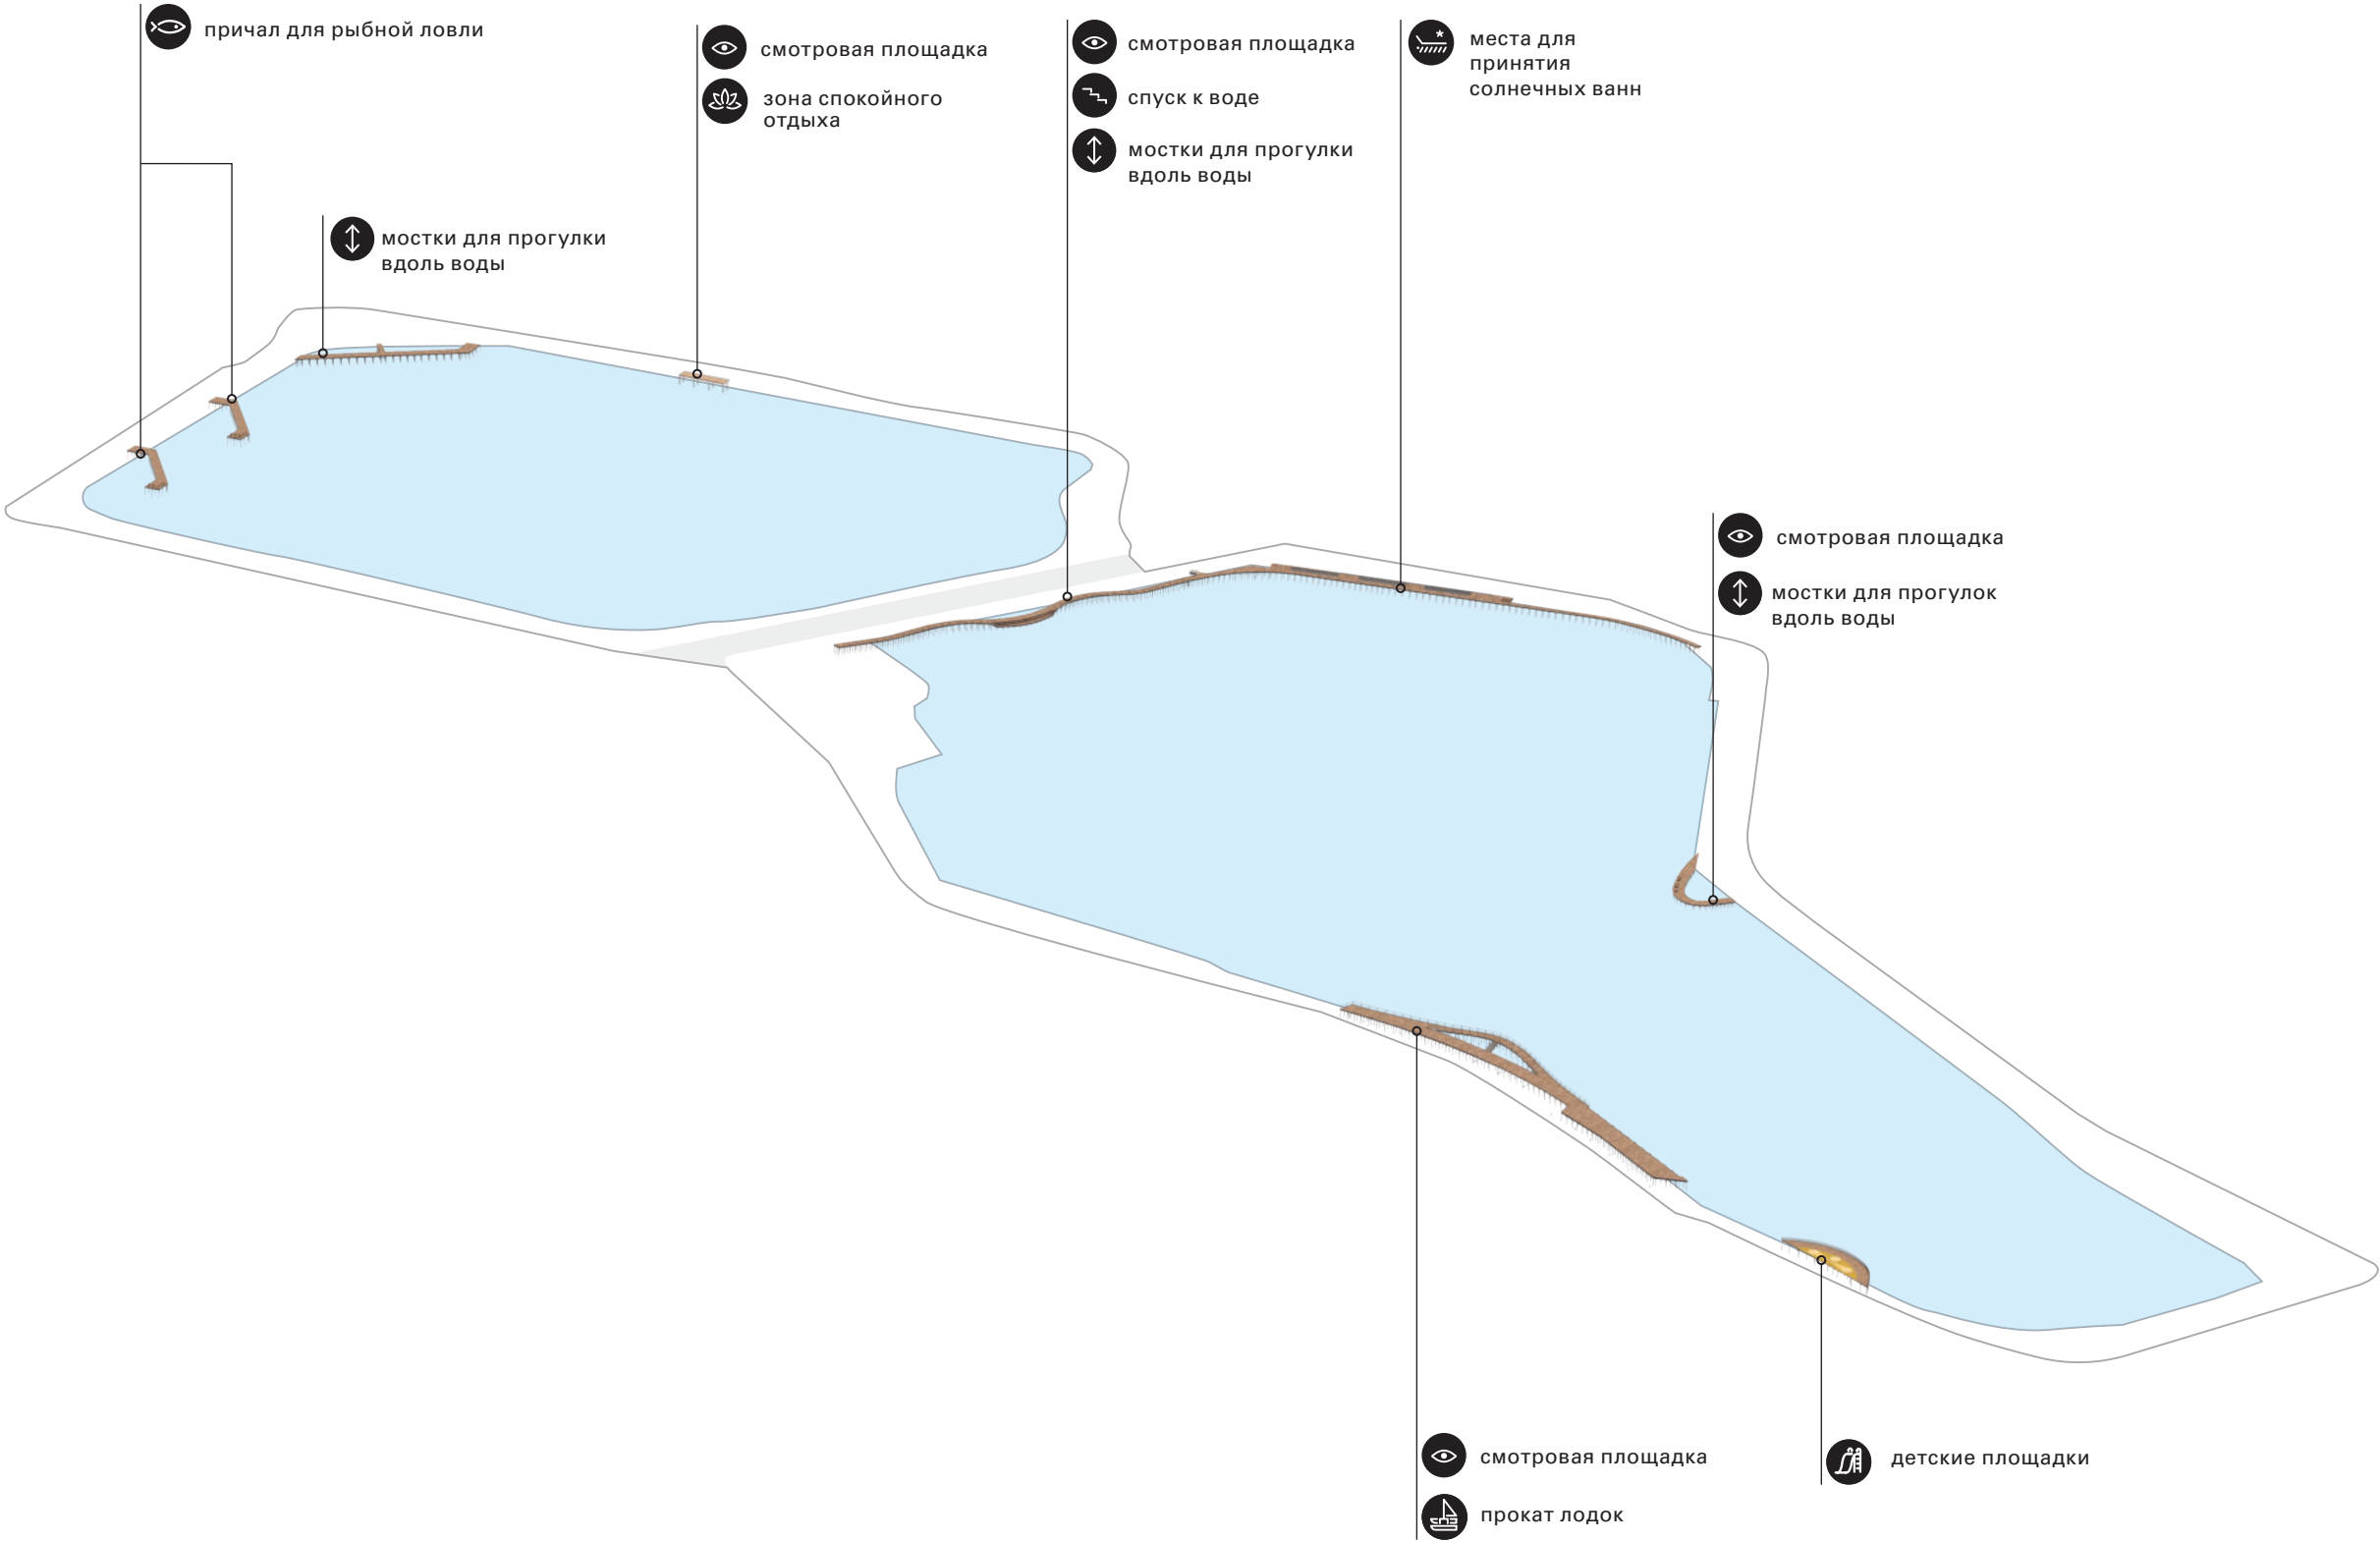 причал для рыбной ловли
смотровая площадка
зона спокойного
отдыха
смотровая площадка
спуск к воде
мостки для прогулки
вдоль воды
места для
принятия
солнечных ванн
мостки для прогулки
вдоль воды
смотровая площадка
мостки для прогулок
вдоль воды
смотровая площадка
прокат лодок
детские площадки